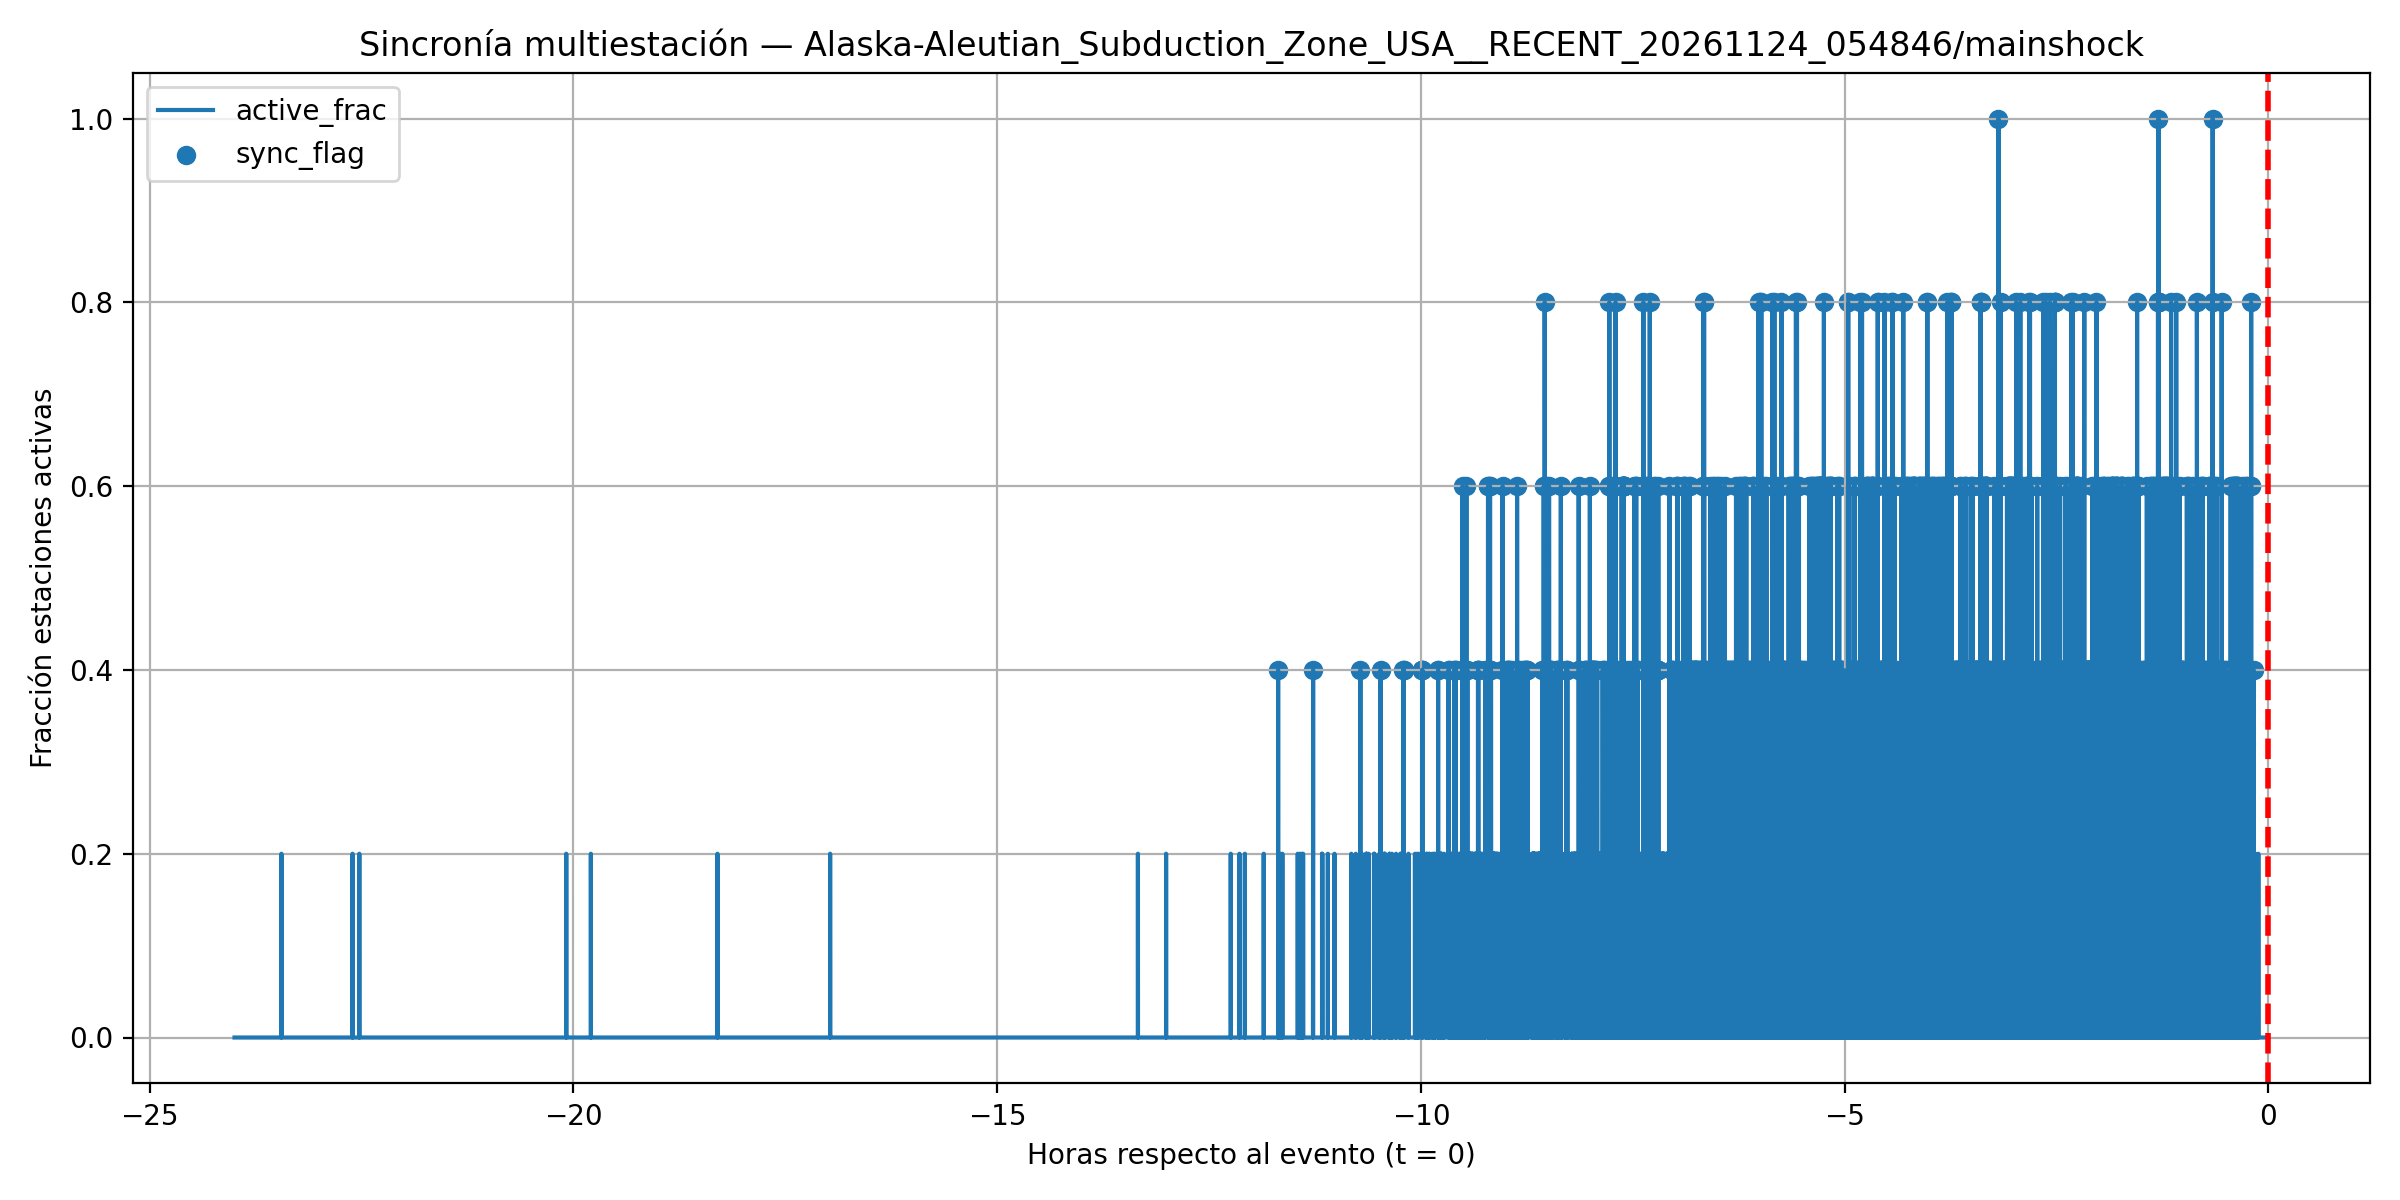 Sincronía multiestación — Alaska-Aleutian_Subduction_Zone_USA__RECENT_20261124_054846/mainshock
active_frac
sync_flag
1.0
0.8
0.6
0.4
0.2
0.0
Fracción estaciones activas
−25
−20
−15
−10
−5
0
Horas respecto al evento (t = 0)